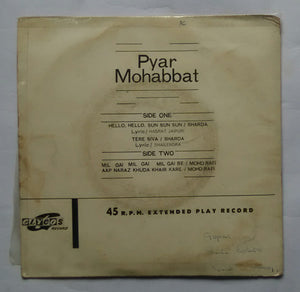 Pyar
Mohabbat
SIDE ONE
HELLO, HELLO, SUN SUN SUN / SHARDA
Lyric / HASRAT JAIPURI
TERE SIVA / SHARDA
Lyric / SHAILENDRA
SIDE TWO
MIL GAI MIL GAI MIL GAI RE / MOHD RAFI
AAP NARAZ KHUDA KHAIR KARE / MOHD RAFI
45 R.P.M. EXTENDED PLAY RECORD
RECORD